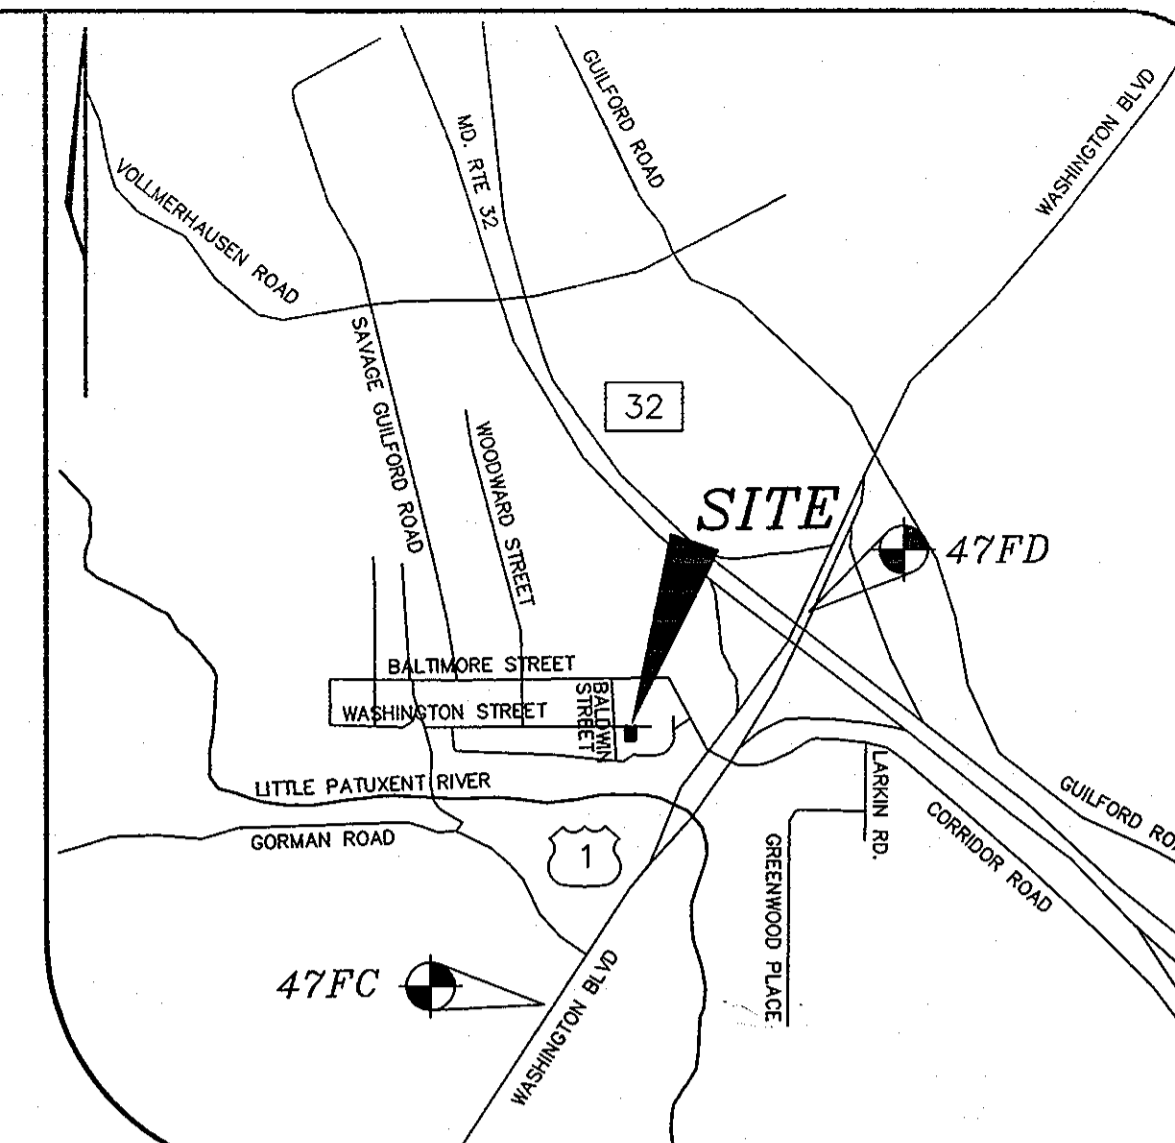 GUILFORD ROAD
WASHINGTON BLVD
MD. RTE 32
VOLLMERHAUSEN ROAD
SAVAGE GUILFORD ROAD
32
WOODWARD STREET
SITE
47FD
BALTIMORE STREET
WASHINGTON STREET
BALDWIN
STREET
LITTLE PATUXENT RIVER
GORMAN ROAD
1
LARKIN RD.
GREENWOOD PLACE
CORRIDOR ROAD
GUILFORD RO
47FC
WASHINGTON BLVD